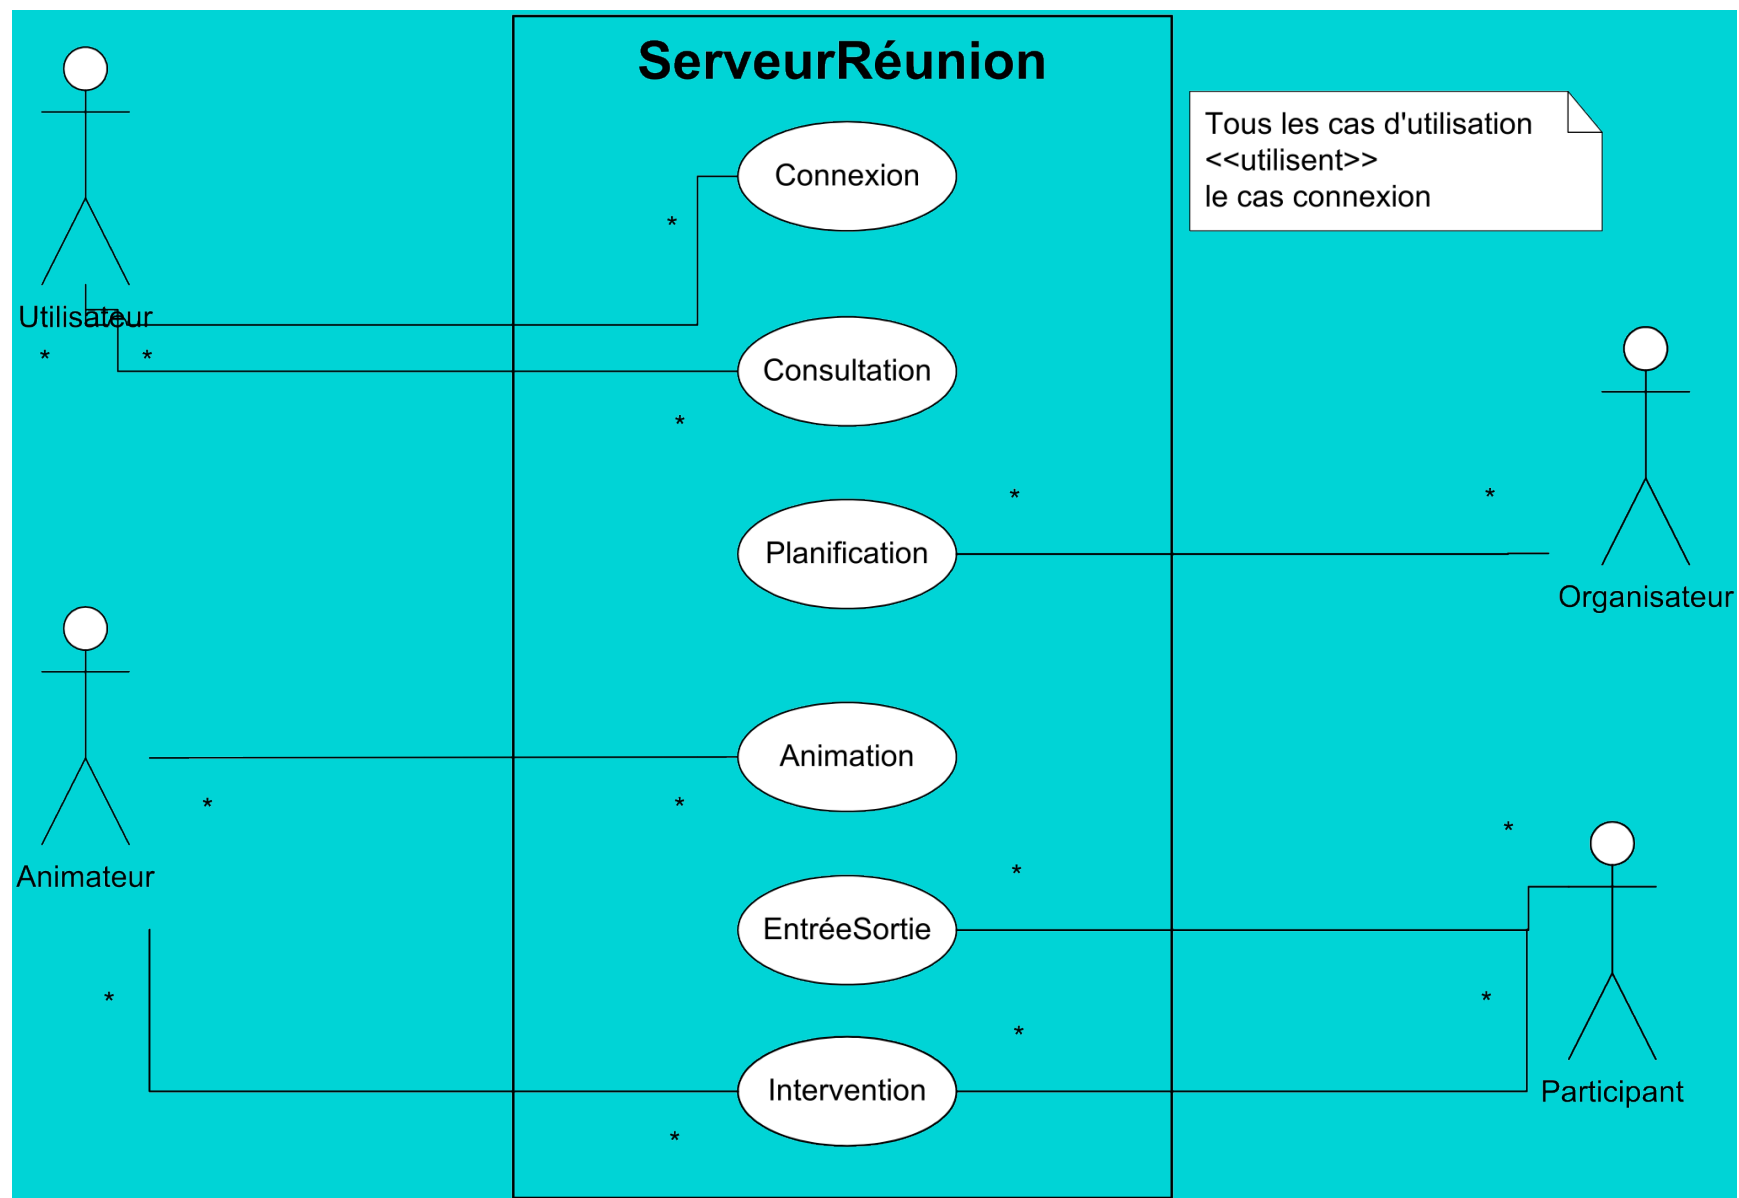 ServeurRéunion
Connexion
Tous les cas d'utilisation
<<utilisent>>
le cas connexion
*
Utilisateur
*
*
Consultation
*
*
*
Planification
Organisateur
Animation
*
*
*
Animateur
*
EntréeSortie
*
*
*
Intervention
Participant
*